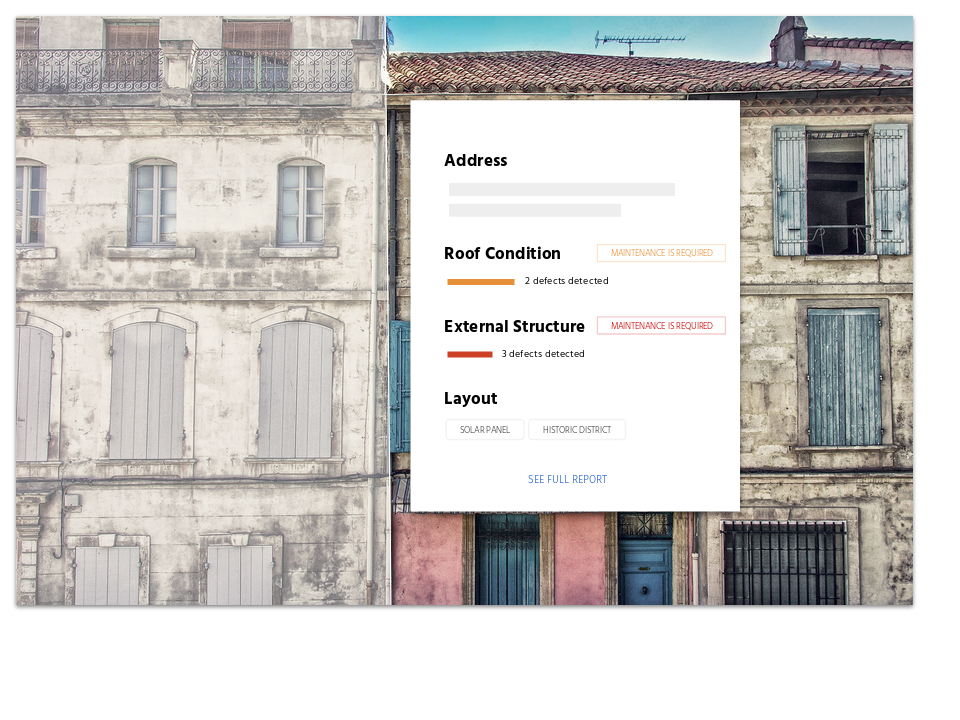 Address
Roof Condition MAINTENANCE IS REQUIRED
2 defects detected
External Structure MAINTENANCE IS REQUIRED
3 defects detected
Layout
SOLAR PANEL HISTORIC DISTRICT
SEE FULL REPORT